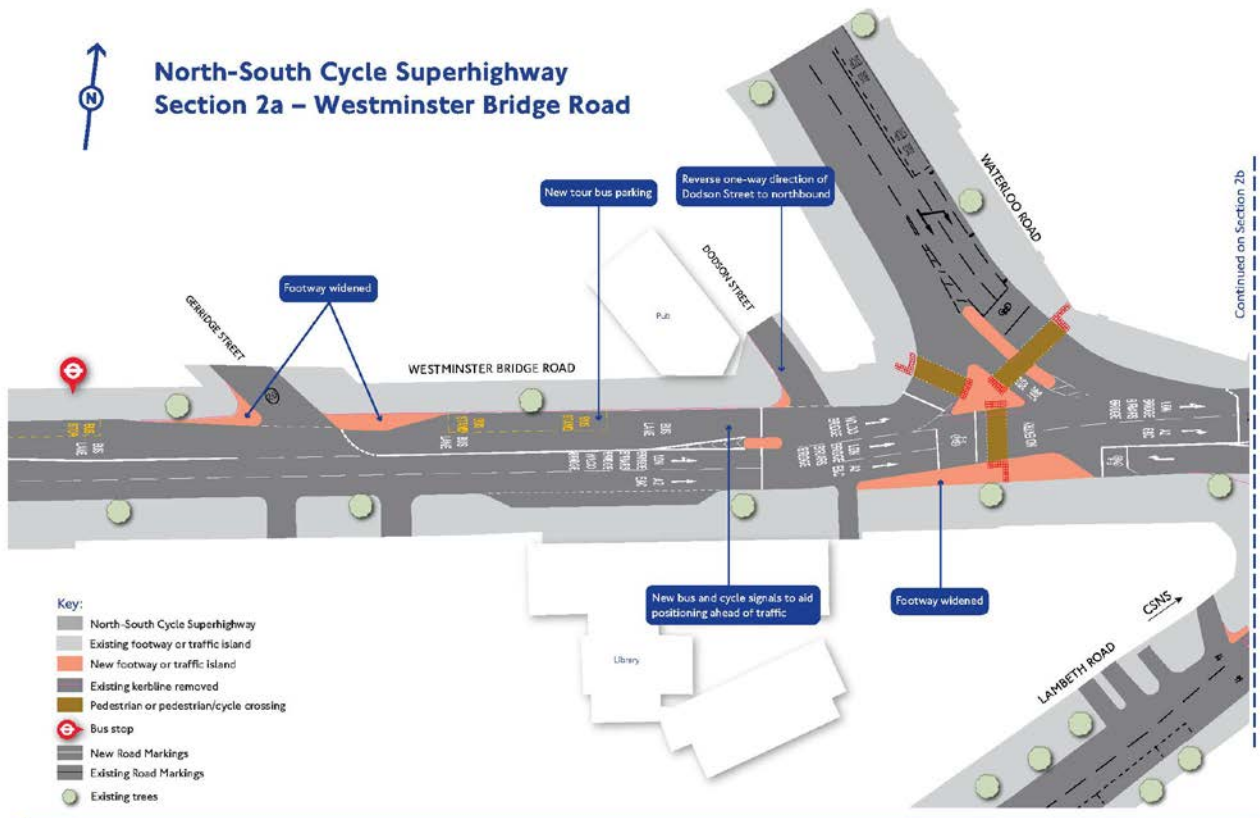 North-South Cycle Superhighway
Section 2a – Westminster Bridge Road
N
New tour bus parking
Reverse one-way direction of
Dodson Street to northbound
WATERLOO ROAD
Continued on Section 2b
Footway widened
GERRIDGE STREET
DODSON STREET
Pub
WESTMINSTER BRIDGE ROAD
BUS
STOP
BUS
LANE
BUS
STAND
BUS
STAND
BUS
LANE
BUS
LANE
BUS
STOP
New bus and cycle signals to aid
positioning ahead of traffic
Footway widened
Library
CSNS
LAMBETH ROAD
Key:
North-South Cycle Superhighway
Existing footway or traffic island
New footway or traffic island
Existing kerbline removed
Pedestrian or pedestrian/cycle crossing
Bus stop
New Road Markings
Existing Road Markings
Existing trees